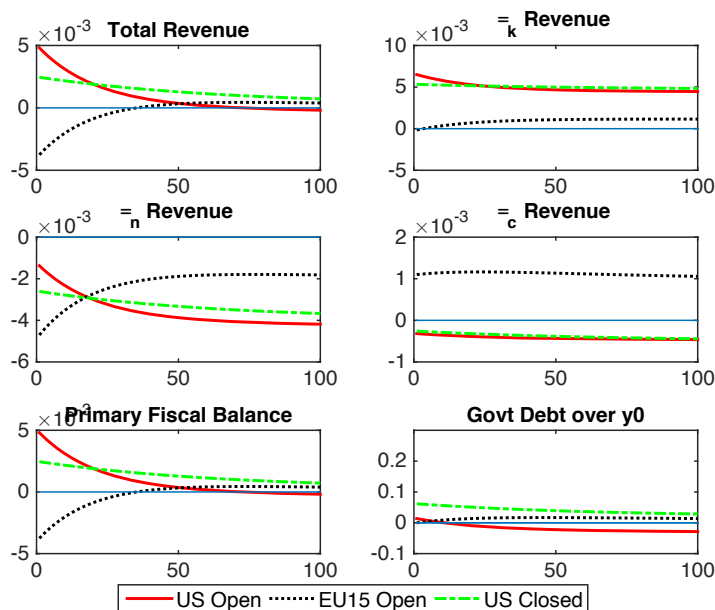 ×10⁻³ Total Revenue
5
0
-5
0 50 100
×10⁻³ =k Revenue
10
5
0
-5
0 50 100
×10⁻³ =n Revenue
0
-2
-4
-6
0 50 100
×10⁻³ =c Revenue
2
1
0
-1
0 50 100
×10⁻³ Primary Fiscal Balance
5
0
-5
0 50 100
Govt Debt over y0
0.2
0
-0.1
0 50 100
US Open EU15 Open US Closed